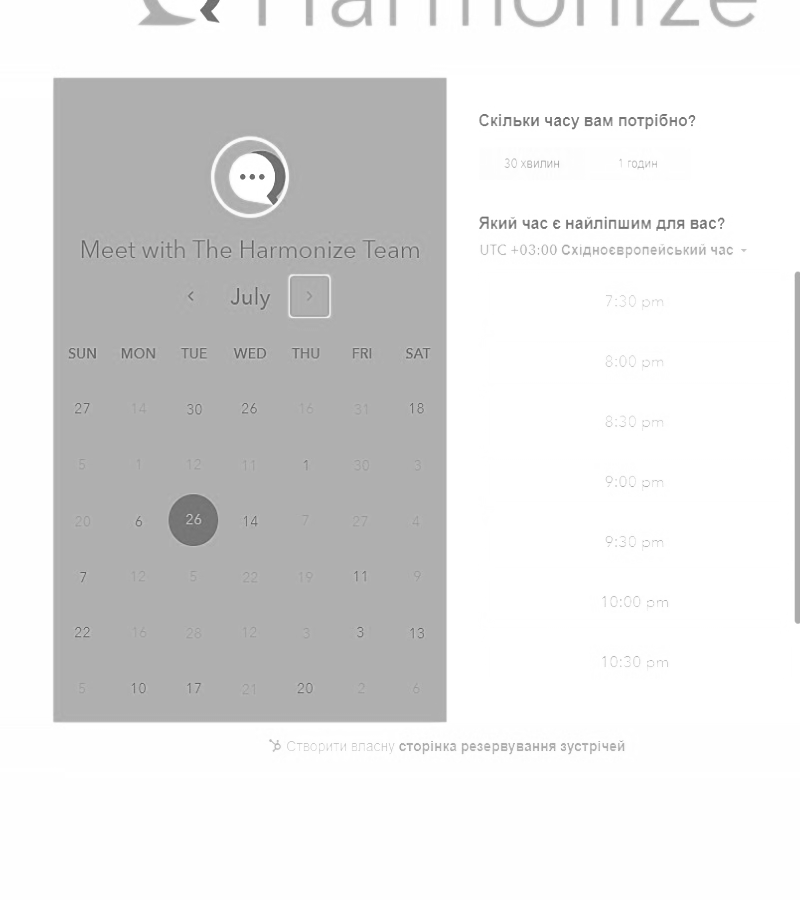 Harmonize
Скільки часу вам потрібно?
30 хвилин 1 годин
Який час є найліпшим для вас?
UTC +03:00 Східноєвропейський час
Meet with The Harmonize Team
July
SUN MON TUE WED THU FRI SAT
27 14 30 26 16 31 18
5 1 12 11 1 30 3
20 6 26 14 7 27 4
7 12 5 22 19 11 9
22 16 28 12 3 3 13
5 10 17 21 20 2 6
7:30 pm
8:00 pm
8:30 pm
9:00 pm
9:30 pm
10:00 pm
10:30 pm
Створити власну сторінка резервування зустрічей